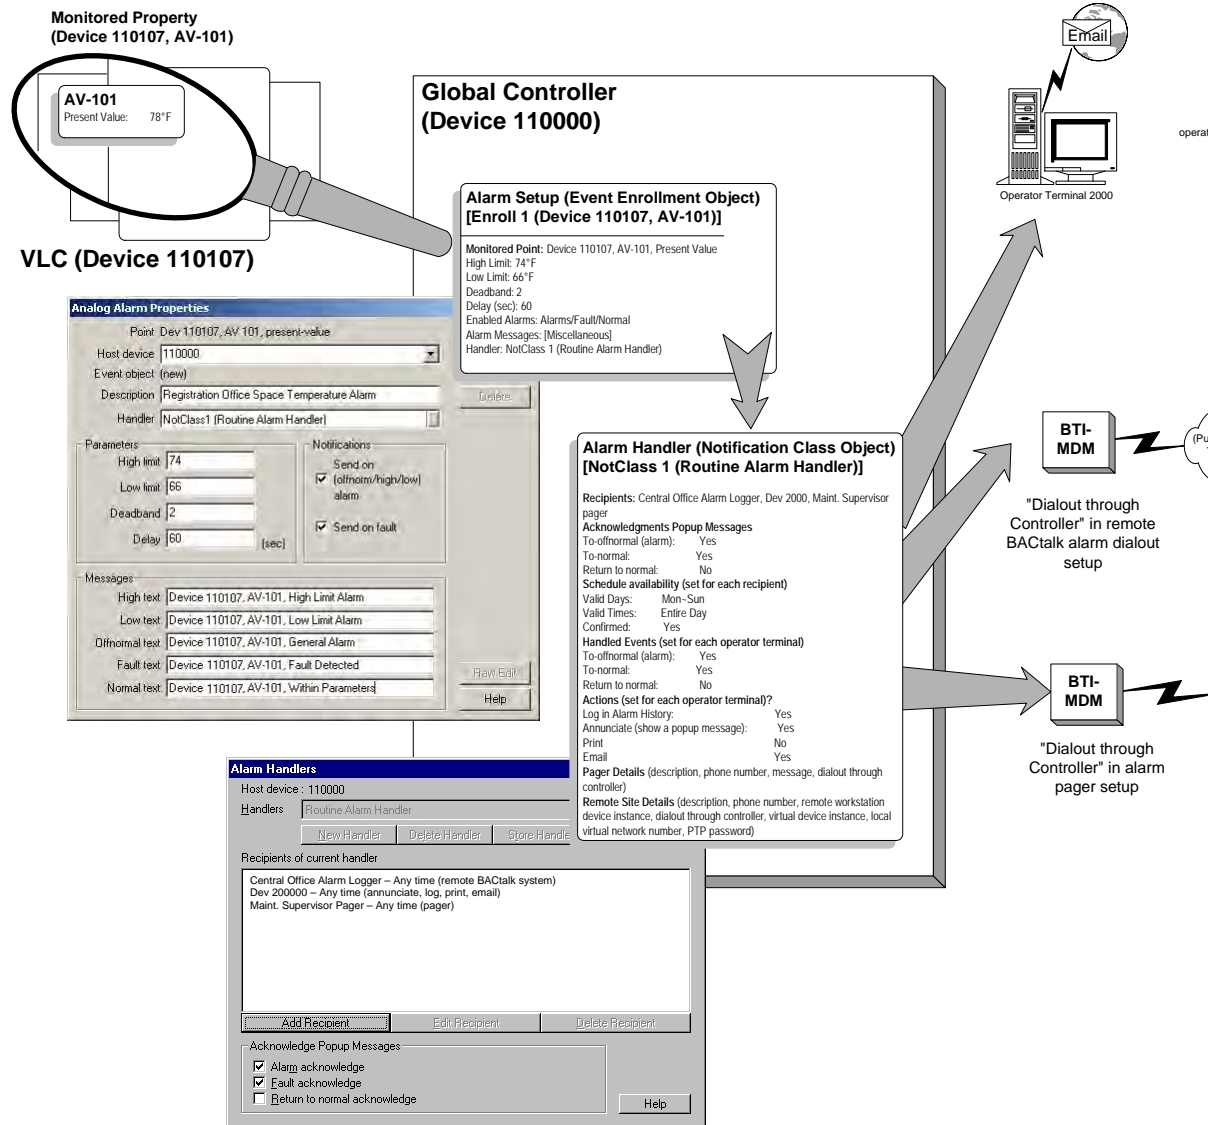 Monitored Property
(Device 110107, AV-101)
AV-101
Present Value: 78°F
VLC (Device 110107)
Global Controller
(Device 110000)
Email
operat
Operator Terminal 2000
Alarm Setup (Event Enrollment Object)
[Enroll 1 (Device 110107, AV-101)]
Monitored Point: Device 110107, AV-101, Present Value
High Limit: 74°F
Low Limit: 66°F
Deadband: 2
Delay (sec): 60
Enabled Alarms: Alarms/Fault/Normal
Alarm Messages: [Miscellaneous]
Handler: NotClass 1 (Routine Alarm Handler)
Analog Alarm Properties
Point Dev 110107, AV 101, present-value
Host device 110000
Event object (new)
Description Registration Office Space Temperature Alarm
Delete
Handler NotClass1 (Routine Alarm Handler)
Parameters
High limit 74
Low limit 66
Deadband 2
Delay 60 (sec)
Notifications
Send on
(offnorm/high/low)
alarm
Send on fault
Messages
High text Device 110107, AV-101, High Limit Alarm
Low text Device 110107, AV-101, Low Limit Alarm
Offnormal text Device 110107, AV-101, General Alarm
Fault text Device 110107, AV-101, Fault Detected
Normal text Device 110107, AV-101, Within Parameters
Raw Edit
Help
Alarm Handler (Notification Class Object)
[NotClass 1 (Routine Alarm Handler)]
Recipients: Central Office Alarm Logger, Dev 2000, Maint. Supervisor
pager
Acknowledgments Popup Messages
To-offnormal (alarm): Yes
To-normal: Yes
Return to normal: No
Schedule availability (set for each recipient)
Valid Days: Mon-Sun
Valid Times: Entire Day
Confirmed: Yes
Handled Events (set for each operator terminal)
To-offnormal (alarm): Yes
To-normal: Yes
Return to normal: No
Actions (set for each operator terminal)?
Log in Alarm History: Yes
Annunciate (show a popup message): Yes
Print No
Email Yes
Pager Details (description, phone number, message, dialout through
controller)
Remote Site Details (description, phone number, remote workstation
device instance, dialout through controller, virtual device instance, local
virtual network number, PTP password)
BTI-
MDM
(Pu
"Dialout through
Controller" in remote
BACtalk alarm dialout
setup
BTI-
MDM
"Dialout through
Controller" in alarm
pager setup
Alarm Handlers
Host device : 110000
Handlers Routine Alarm Handler
New Handler Delete Handler Store Handle
Recipients of current handler
Central Office Alarm Logger – Any time (remote BACtalk system)
Dev 200000 – Any time (annunciate, log, print, email)
Maint. Supervisor Pager – Any time (pager)
Add Recipient Edit Recipient Delete Recipient
Acknowledge Popup Messages
Alarm acknowledge
Fault acknowledge
Return to normal acknowledge
Help